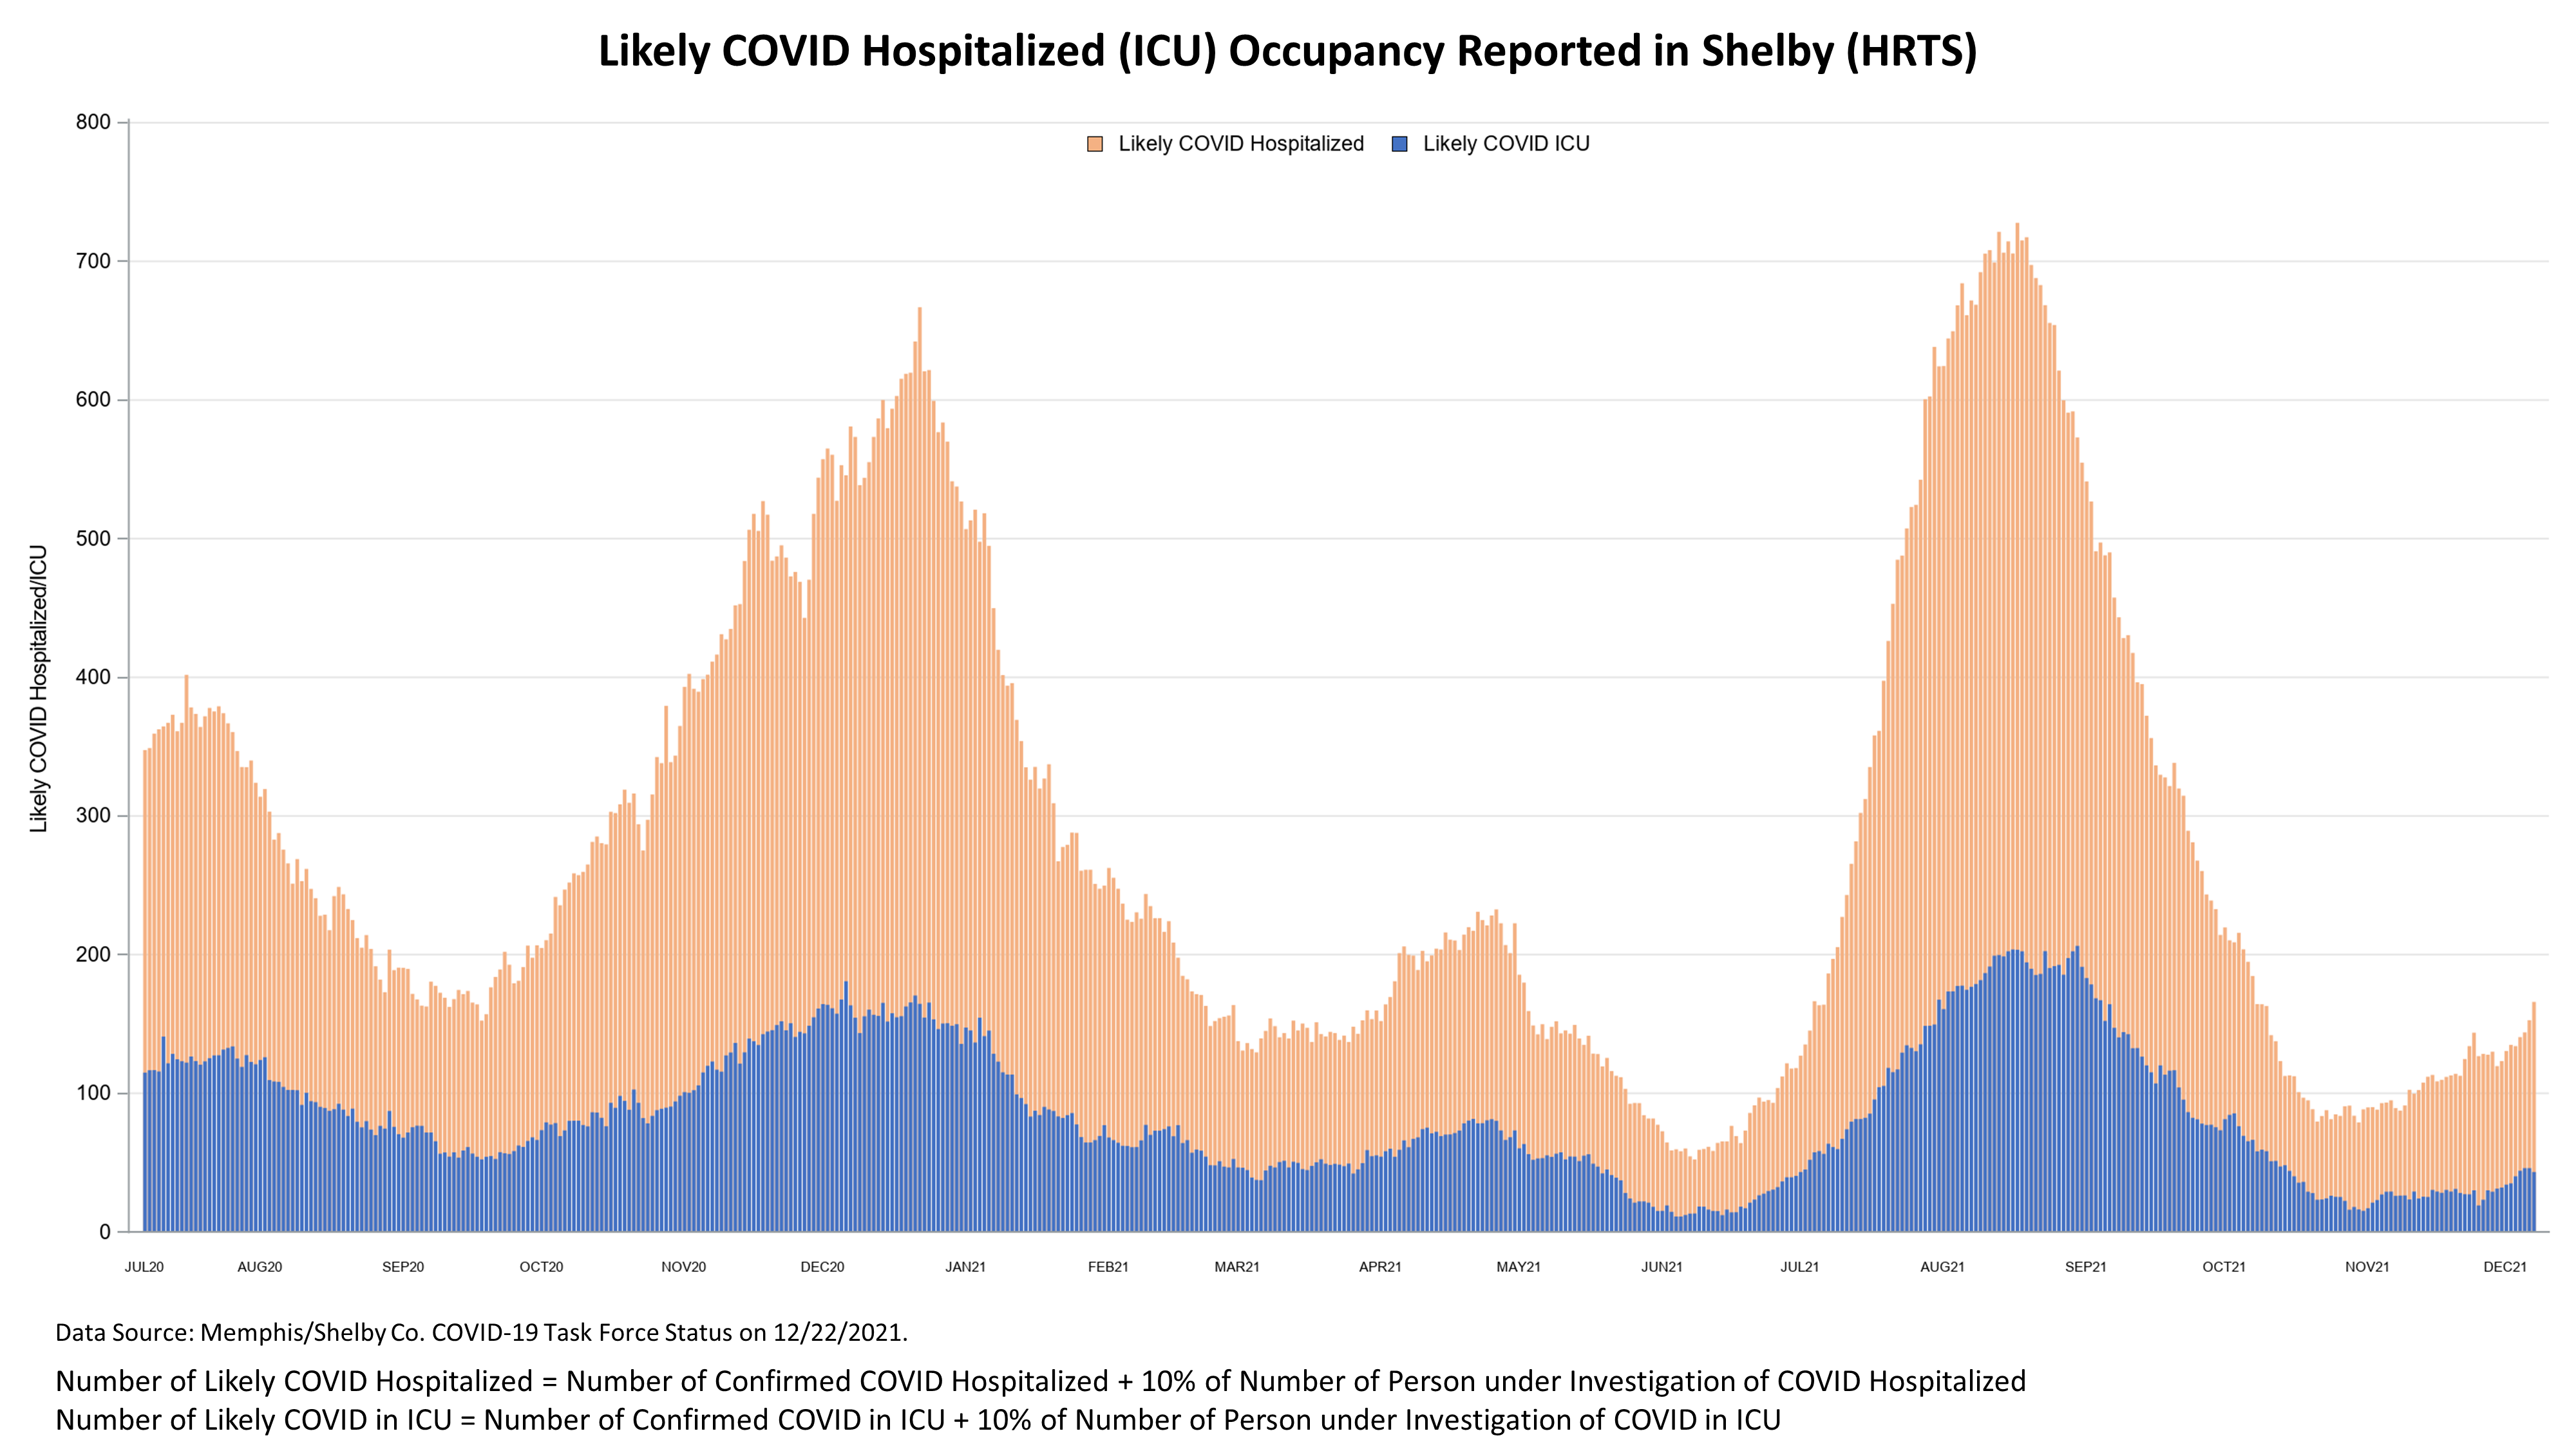 Likely COVID Hospitalized (ICU) Occupancy Reported in Shelby (HRTS)
Likely COVID Hospitalized Likely COVID ICU
Likely COVID Hospitalized/ICU
800
700
600
500
400
300
200
100
0
JUL20 AUG20 SEP20 OCT20 NOV20 DEC20 JAN21 FEB21 MAR21 APR21 MAY21 JUN21 JUL21 AUG21 SEP21 OCT21 NOV21 DEC21
Data Source: Memphis/Shelby Co. COVID-19 Task Force Status on 12/22/2021.
Number of Likely COVID Hospitalized = Number of Confirmed COVID Hospitalized + 10% of Number of Person under Investigation of COVID Hospitalized
Number of Likely COVID in ICU = Number of Confirmed COVID in ICU + 10% of Number of Person under Investigation of COVID in ICU